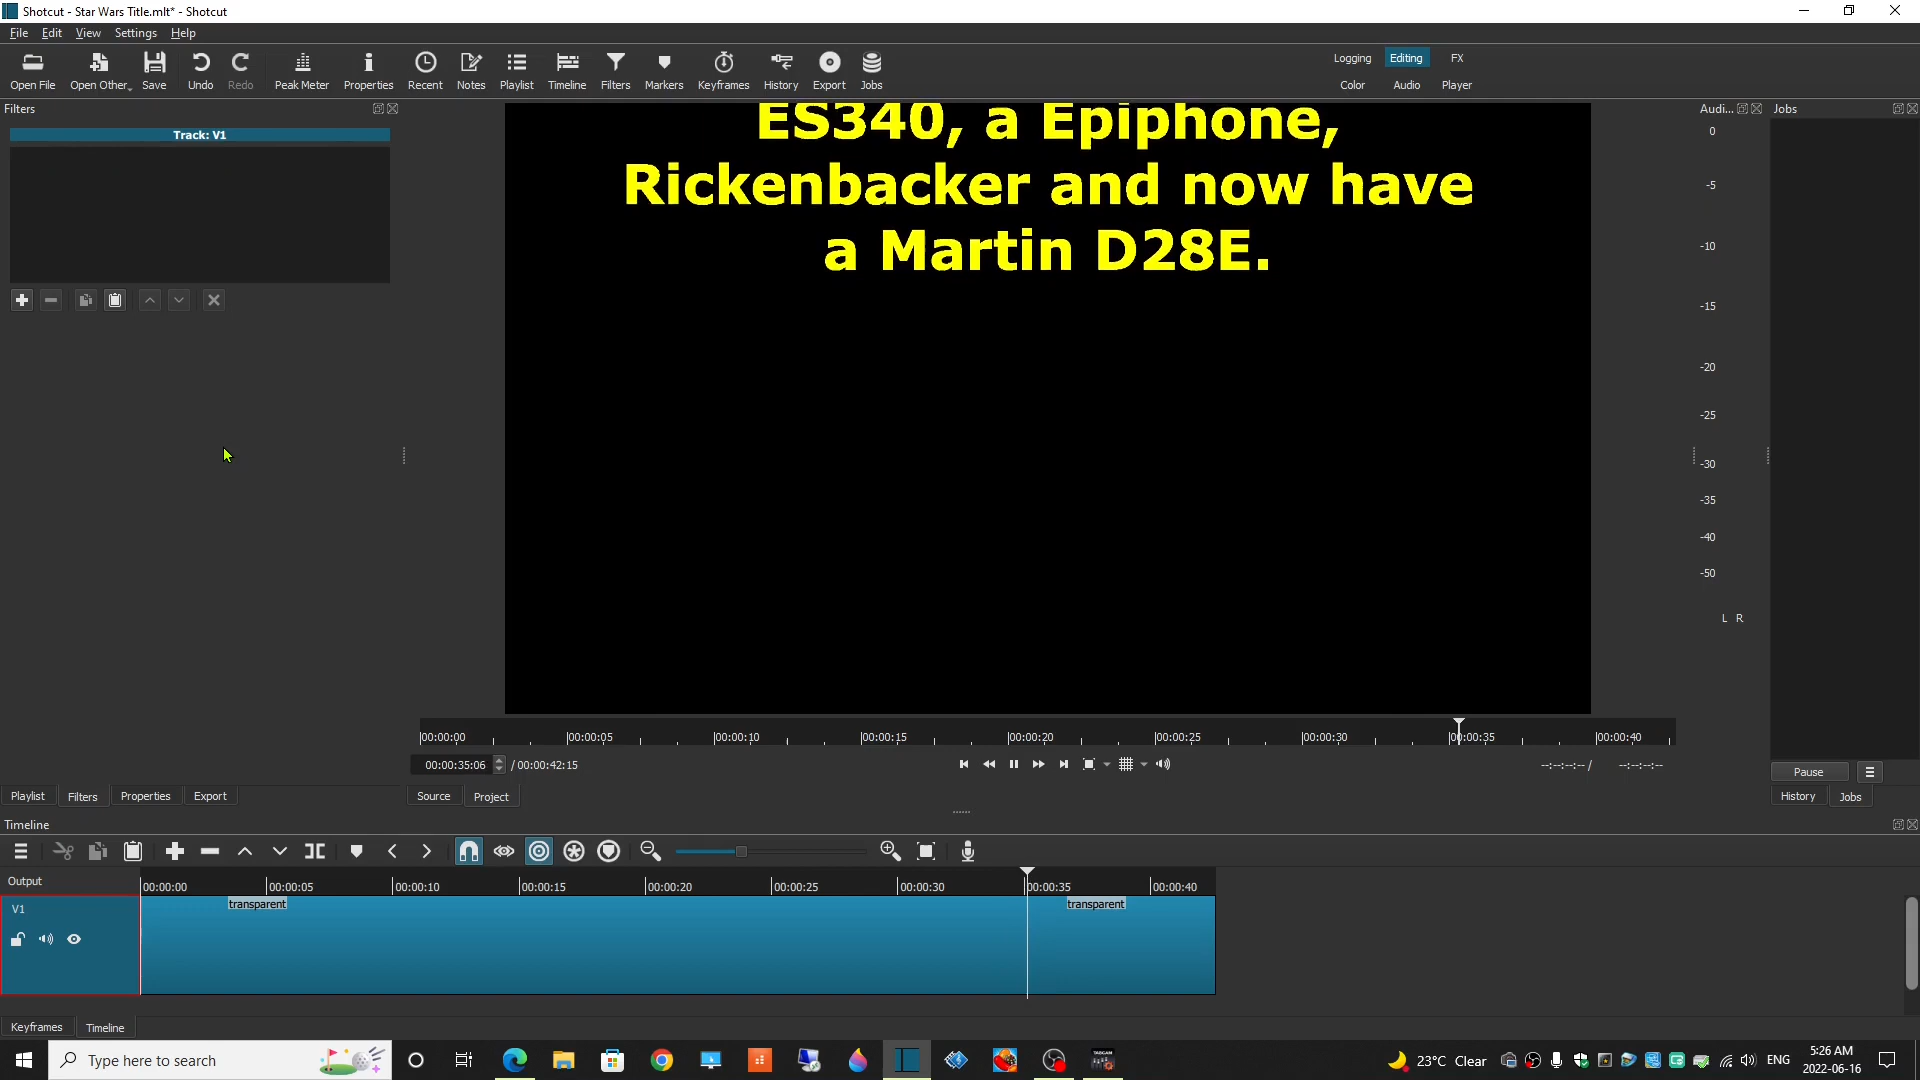 Shotcut - Star Wars Title.mlt* - Shotcut
File Edit View Settings Help
Open File Open Other... Save Undo Redo Peak Meter Properties Recent Notes Playlist Timeline Filters Markers Keyframes History Export Jobs
Logging Editing FX
Color Audio Player
Filters
Audi...
Jobs
Track: V1
ES340, a Epiphone,
Rickenbacker and now have
a Martin D28E.
0
-5
-10
-15
-20
-25
-30
-35
-40
-50
L R
00:00:00 00:00:05 00:00:10 00:00:15 00:00:20 00:00:25 00:00:30 00:00:35 00:00:40
00:00:35:06 / 00:00:42:15
--:--:--:-- / --:--:--:--
Pause
Playlist Filters Properties Export
Source Project
History Jobs
Timeline
Output
00:00:00 00:00:05 00:00:10 00:00:15 00:00:20 00:00:25 00:00:30 00:00:35 00:00:40
V1
transparent transparent
Keyframes Timeline
Type here to search
23°C Clear
ENG
5:26 AM
2022-06-16